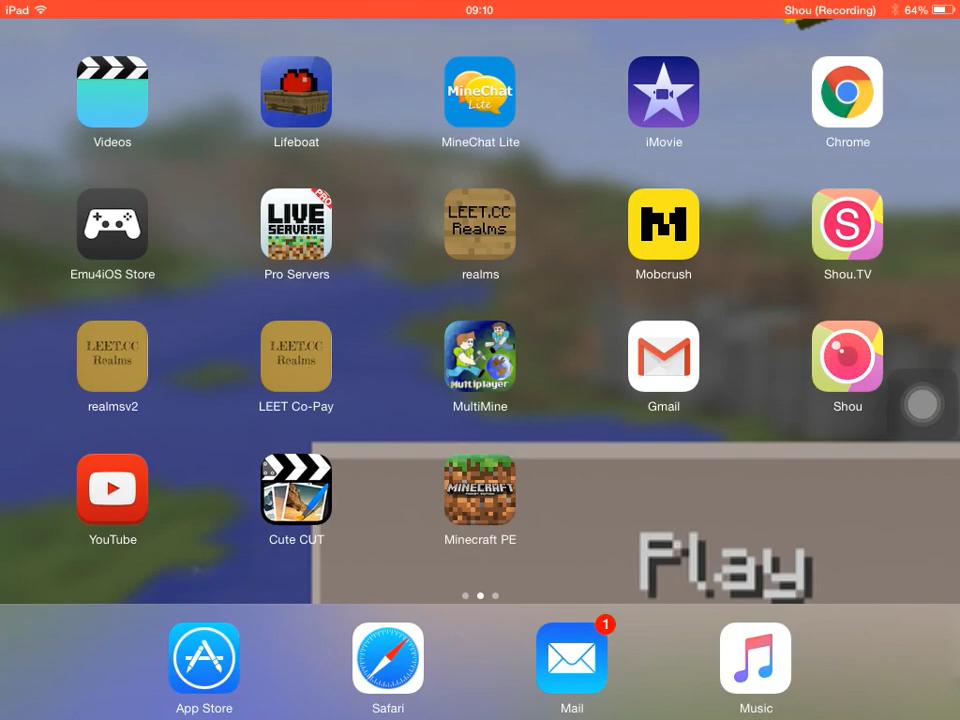 iPad 09:10 Shou (Recording) 64%
MineChat
Lite
Videos Lifeboat MineChat Lite iMovie Chrome
PRO
LIVE
SERVERS
LEET.CC
Realms
M
S
Emu4iOS Store Pro Servers realms Mobcrush Shou.TV
LEET.CC
Realms
LEET.CC
Realms
Multiplayer
realmsv2 LEET Co-Pay MultiMine Gmail Shou
MINECRAFT
POCKET EDITION
YouTube Cute CUT Minecraft PE
Play
1
App Store Safari Mail Music